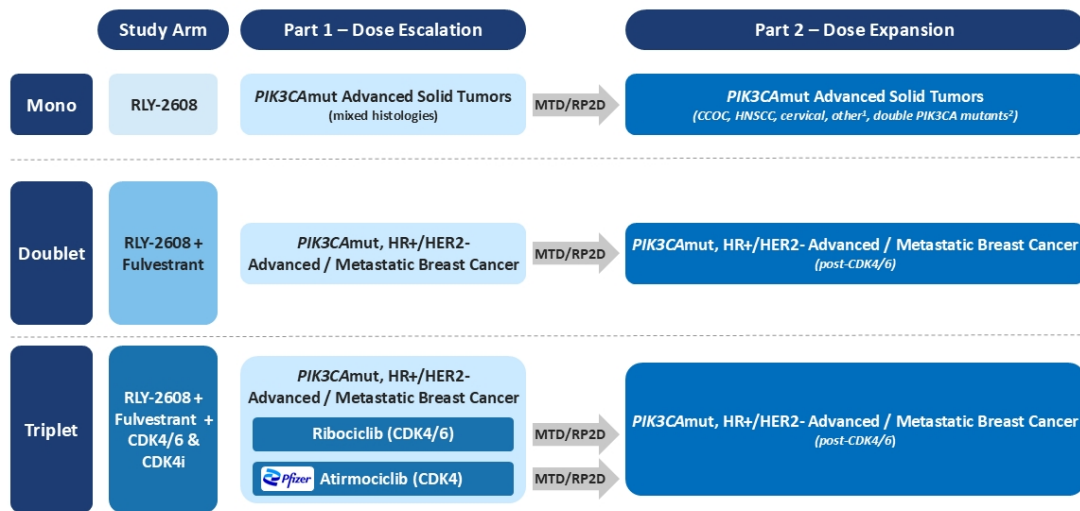 Study Arm
Part 1 – Dose Escalation
Part 2 – Dose Expansion
Mono
RLY-2608
PIK3CAmut Advanced Solid Tumors
(mixed histologies)
MTD/RP2D
PIK3CAmut Advanced Solid Tumors
(CCOC, HNSCC, cervical, other¹, double PIK3CA mutants²)
Doublet
RLY-2608 +
Fulvestrant
PIK3CAmut, HR+/HER2-
Advanced / Metastatic Breast Cancer
MTD/RP2D
PIK3CAmut, HR+/HER2- Advanced / Metastatic Breast Cancer
(post-CDK4/6)
Triplet
RLY-2608 +
Fulvestrant +
CDK4/6 &
CDK4i
PIK3CAmut, HR+/HER2-
Advanced / Metastatic Breast Cancer
Ribociclib (CDK4/6)
MTD/RP2D
Pfizer Atirmociclib (CDK4)
MTD/RP2D
PIK3CAmut, HR+/HER2- Advanced / Metastatic Breast Cancer
(post-CDK4/6)